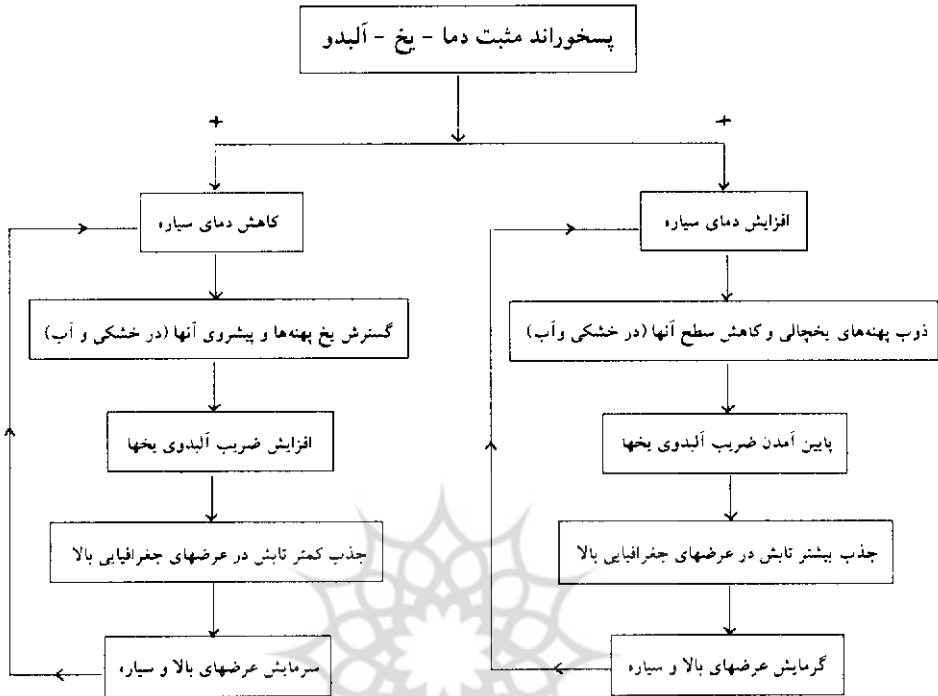 پسخوراند مثبت دما - یخ - آلبدو
+
+
افزایش دمای سیاره
ذوب پهنه‌های یخچالی و کاهش سطح آنها (در خشکی و آب)
پایین آمدن ضریب آلبدوی یخها
جذب بیشتر تابش در عرضهای جغرافیایی بالا
گرمایش عرضهای بالا و سیاره
کاهش دمای سیاره
گسترش یخ پهنه‌ها و پیشروی آنها (در خشکی و آب)
افزایش ضریب آلبدوی یخها
جذب کمتر تابش در عرضهای جغرافیایی بالا
سرمایش عرضهای بالا و سیاره